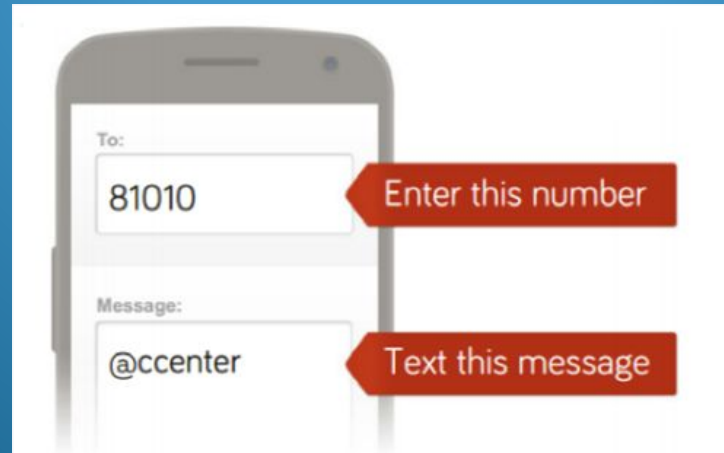 To:
81010
Enter this number
Message:
@ccenter
Text this message